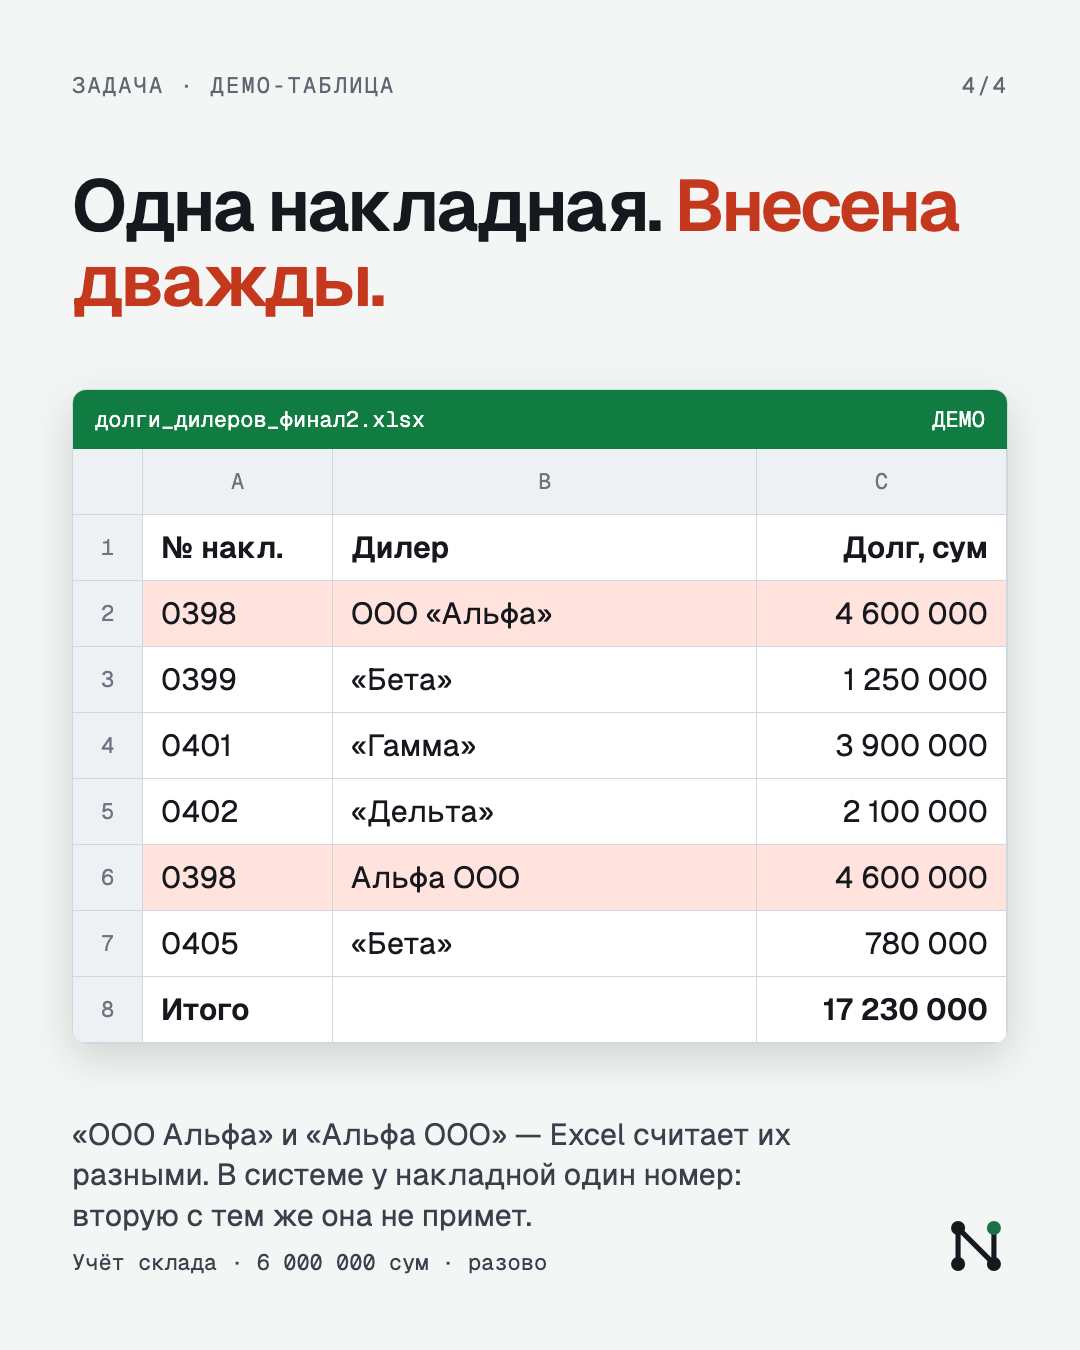 ЗАДАЧА · ДЕМО-ТАБЛИЦА 4/4
Одна накладная. Внесена
дважды.
долги_дилеров_финал2.xlsx ДЕМО
A B C
1 № накл. Дилер Долг, сум
2 0398 ООО «Альфа» 4 600 000
3 0399 «Бета» 1 250 000
4 0401 «Гамма» 3 900 000
5 0402 «Дельта» 2 100 000
6 0398 Альфа ООО 4 600 000
7 0405 «Бета» 780 000
8 Итого 17 230 000
«ООО Альфа» и «Альфа ООО» — Excel считает их
разными. В системе у накладной один номер:
вторую с тем же она не примет.
Учёт склада · 6 000 000 сум · разово